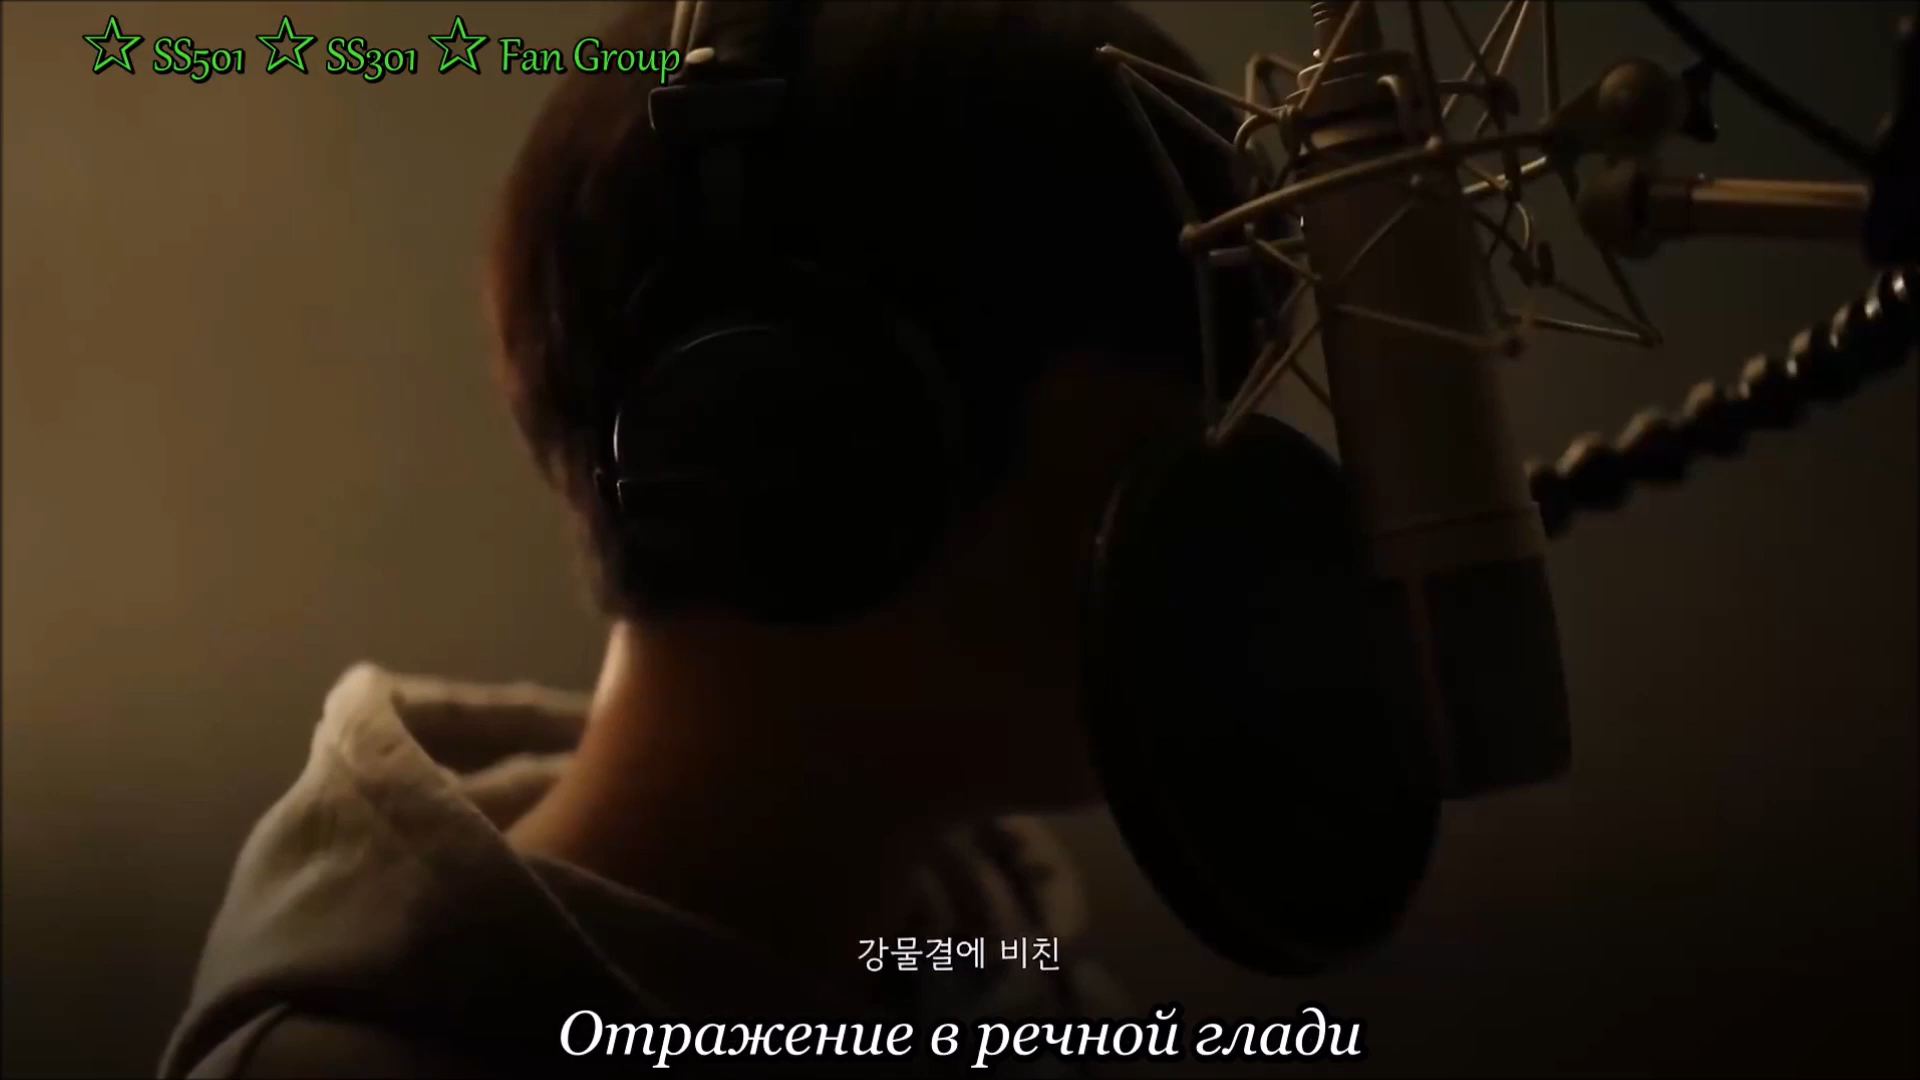 ☆ SS501 ☆ SS301 ☆ Fan Group
강물결에 비친
Отражение в речной глади